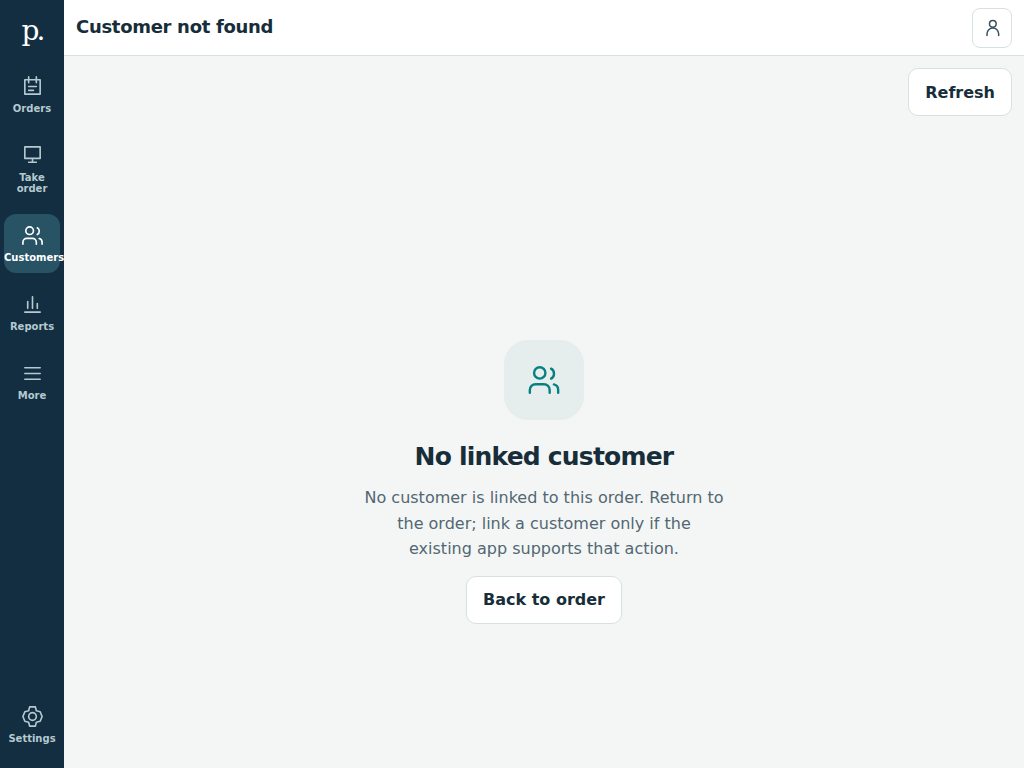 p.
Customer not found
Orders
Take
order
Customers
Reports
More
Settings
Refresh
No linked customer
No customer is linked to this order. Return to
the order; link a customer only if the
existing app supports that action.
Back to order